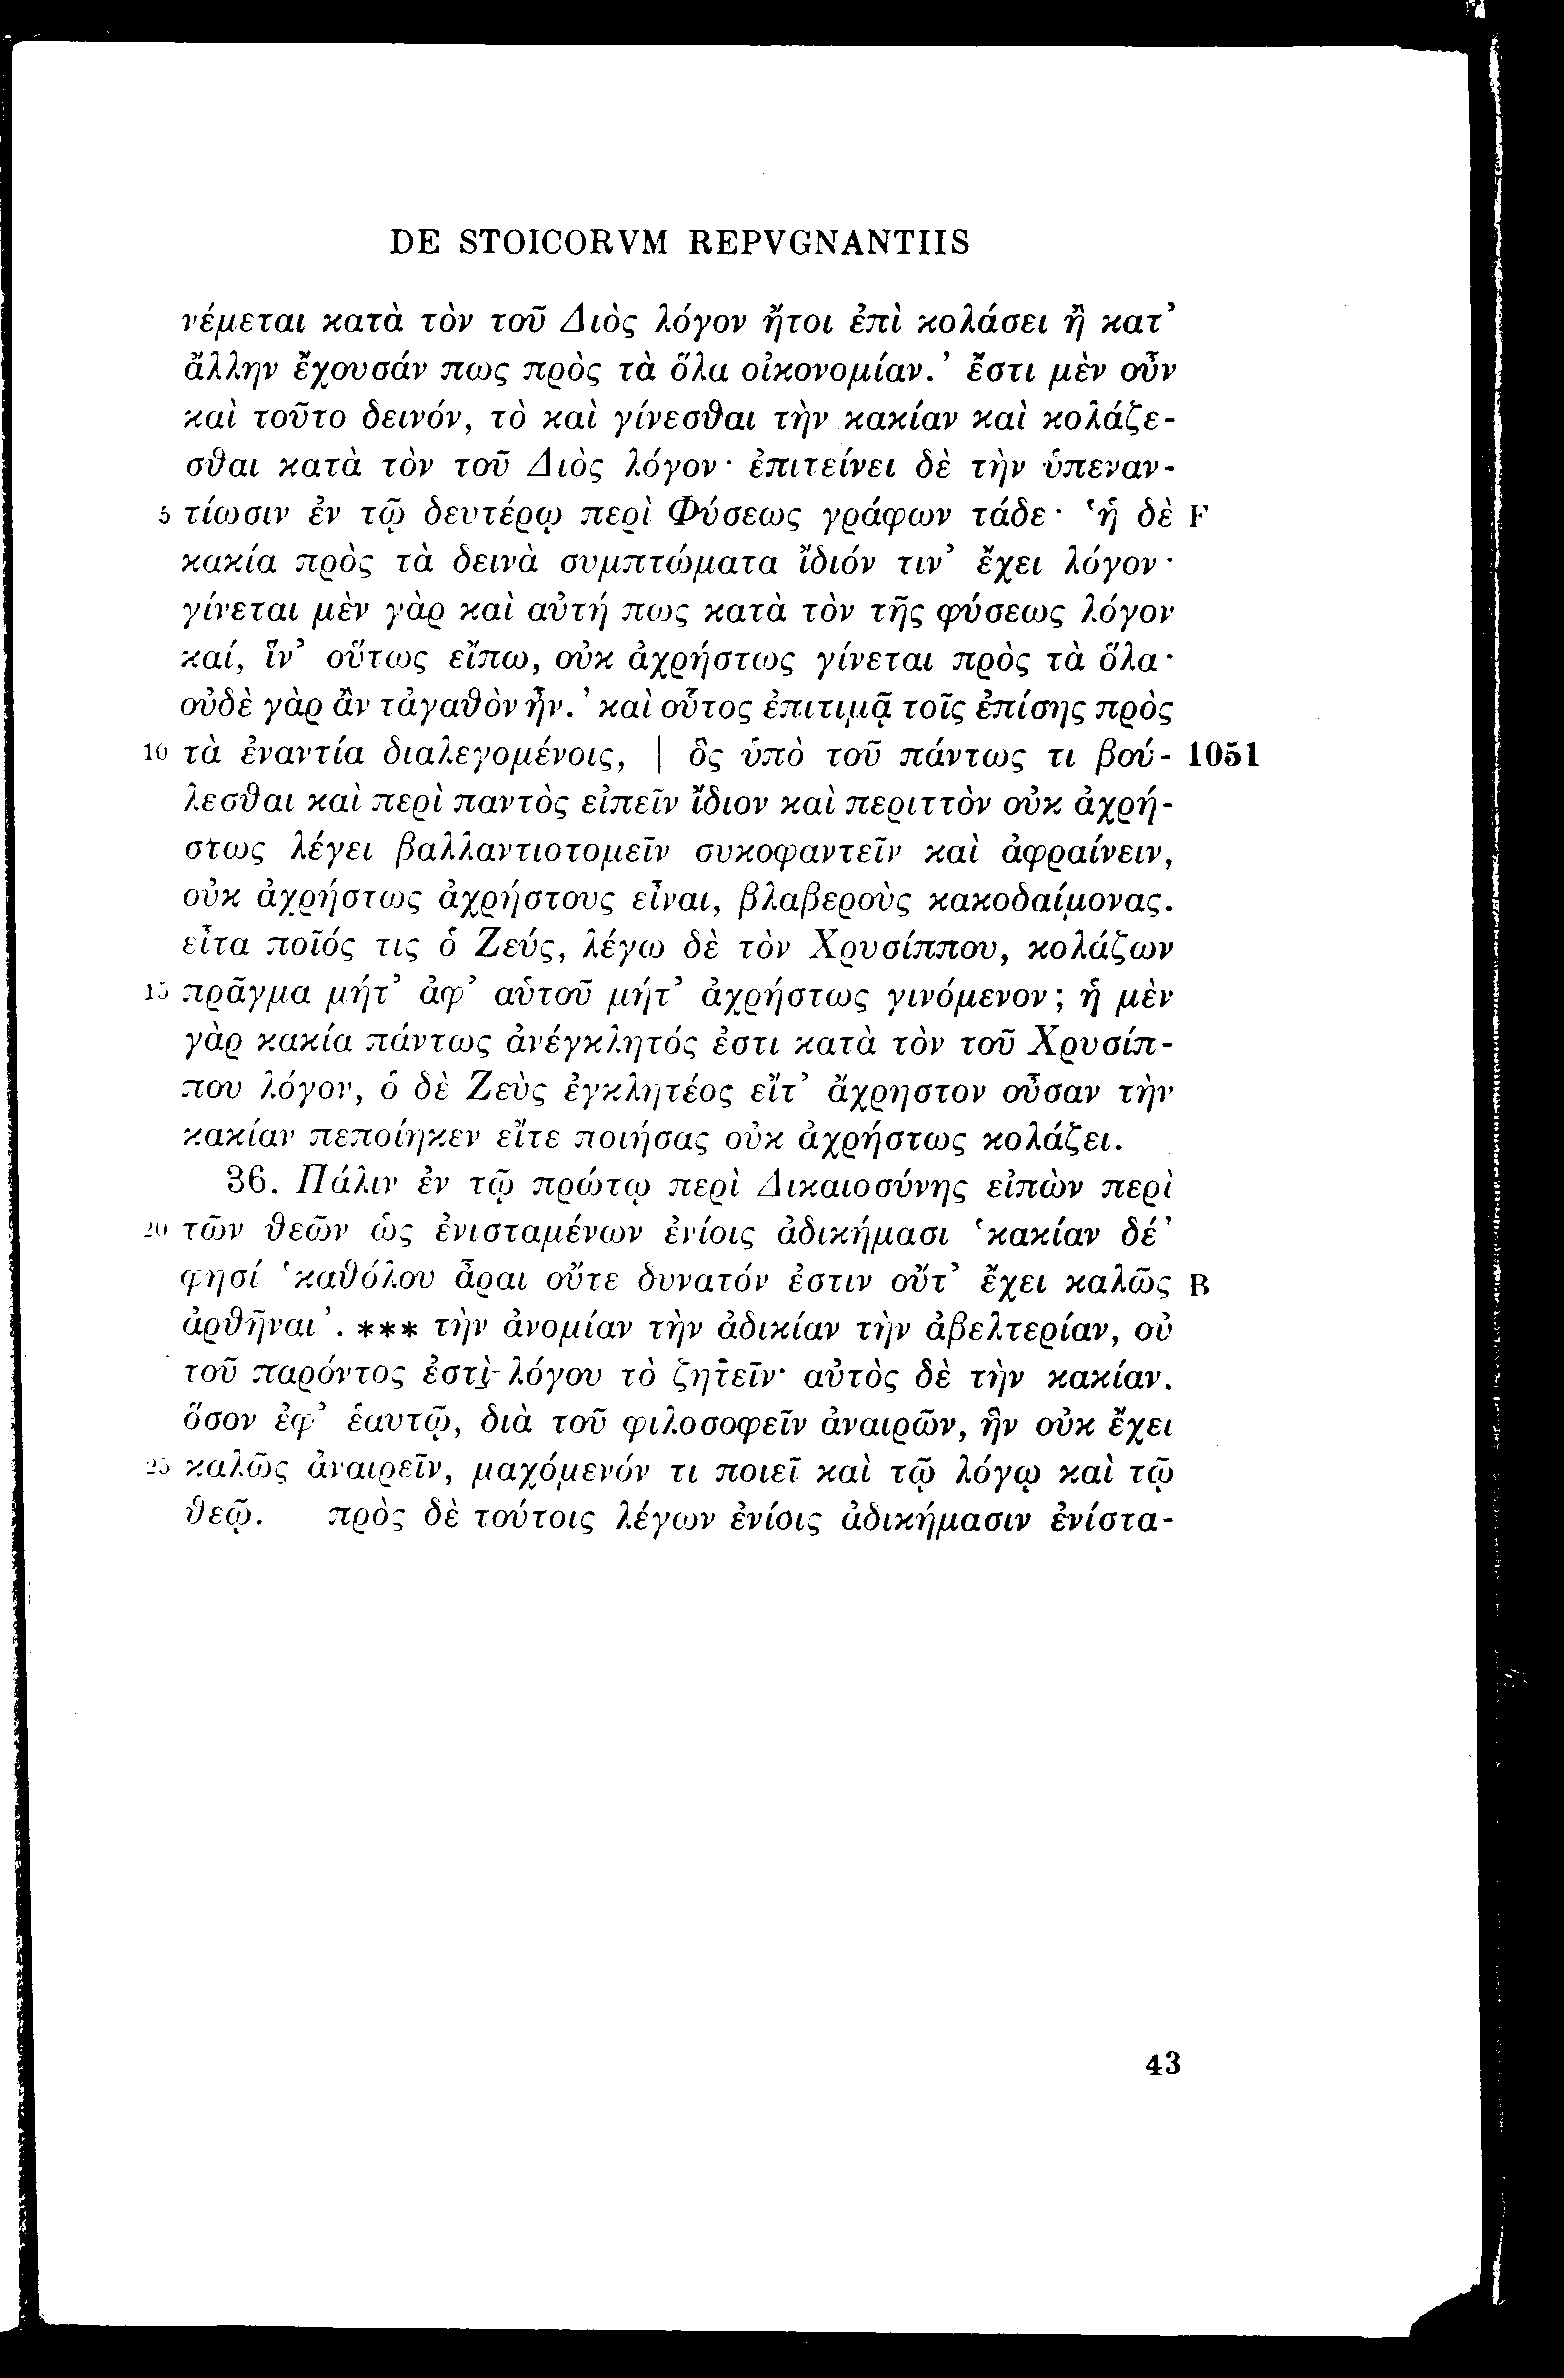 DE STOICORVM REPVGNANTIIS
νέμεται κατὰ τὸν τοῦ Διὸς λόγον ἤτοι ἐπὶ κολάσει ἢ κατ’
ἄλλην ἔχουσάν πως πρὸς τὰ ὅλα οἰκονομίαν.’ ἔστι μὲν οὖν
καὶ τοῦτο δεινόν, τὸ καὶ γίνεσθαι τὴν κακίαν καὶ κολάζε-
σθαι κατὰ τὸν τοῦ Διὸς λόγον· ἐπιτείνει δὲ τὴν ὑπεναν-
5 τίωσιν ἐν τῷ δευτέρῳ περὶ Φύσεως γράφων τάδε· ‘ἡ δὲ F
κακία πρὸς τὰ δεινὰ συμπτώματα ἴδιόν τιν’ ἔχει λόγον·
γίνεται μὲν γὰρ καὶ αὐτή πως κατὰ τὸν τῆς φύσεως λόγον
καί, ἵν’ οὕτως εἴπω, οὐκ ἀχρήστως γίνεται πρὸς τὰ ὅλα·
οὐδὲ γὰρ ἂν τἀγαθὸν ἦν.’ καὶ οὗτος ἐπιτιμᾷ τοῖς ἐπίσης πρὸς
10 τὰ ἐναντία διαλεγομένοις, | ὃς ὑπὸ τοῦ πάντως τι βού- 1051
λεσθαι καὶ περὶ παντὸς εἰπεῖν ἴδιον καὶ περιττὸν οὐκ ἀχρή-
στως λέγει βαλλαντιοτομεῖν συκοφαντεῖν καὶ ἀφραίνειν,
οὐκ ἀχρήστως ἀχρήστους εἶναι, βλαβεροὺς κακοδαίμονας.
εἶτα ποῖός τις ὁ Ζεύς, λέγω δὲ τὸν Χρυσίππου, κολάζων
15 πρᾶγμα μήτ’ ἀφ’ αὑτοῦ μήτ’ ἀχρήστως γινόμενον; ἡ μὲν
γὰρ κακία πάντως ἀνέγκλητός ἐστι κατὰ τὸν τοῦ Χρυσίπ-
που λόγον, ὁ δὲ Ζεὺς ἐγκλητέος εἴτ’ ἄχρηστον οὖσαν τὴν
κακίαν πεποίηκεν εἴτε ποιήσας οὐκ ἀχρήστως κολάζει.
36. Πάλιν ἐν τῷ πρώτῳ περὶ Δικαιοσύνης εἰπὼν περὶ
20 τῶν θεῶν ὡς ἐνισταμένων ἐνίοις ἀδικήμασι ‘κακίαν δέ’
φησί ‘καθόλου ἆραι οὔτε δυνατόν ἐστιν οὔτ’ ἔχει καλῶς B
ἀρθῆναι’. *** τὴν ἀνομίαν τὴν ἀδικίαν τὴν ἀβελτερίαν, οὐ
τοῦ παρόντος ἐστὶ λόγου τὸ ζητεῖν· αὐτὸς δὲ τὴν κακίαν,
ὅσον ἐφ’ ἑαυτῷ, διὰ τοῦ φιλοσοφεῖν ἀναιρῶν, ἣν οὐκ ἔχει
25 καλῶς ἀναιρεῖν, μαχόμενόν τι ποιεῖ καὶ τῷ λόγῳ καὶ τῷ
θεῷ. πρὸς δὲ τούτοις λέγων ἐνίοις ἀδικήμασιν ἐνίστα-
43